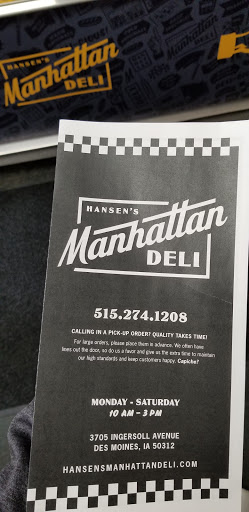 HANSEN'S
Manhattan
DELI
HANSEN'S
Manhattan
DELI
515.274.1208
CALLING IN A PICK-UP ORDER? QUALITY TAKES TIME!
For large orders, please place them in advance. We often have
lines out the door, so do us a favor and give us the extra time to maintain
our high standards and keep customers happy. Capiche?
MONDAY - SATURDAY
10 AM - 3 PM
3705 INGERSOLL AVENUE
DES MOINES, IA 50312
HANSENSMANHATTANDELI.COM